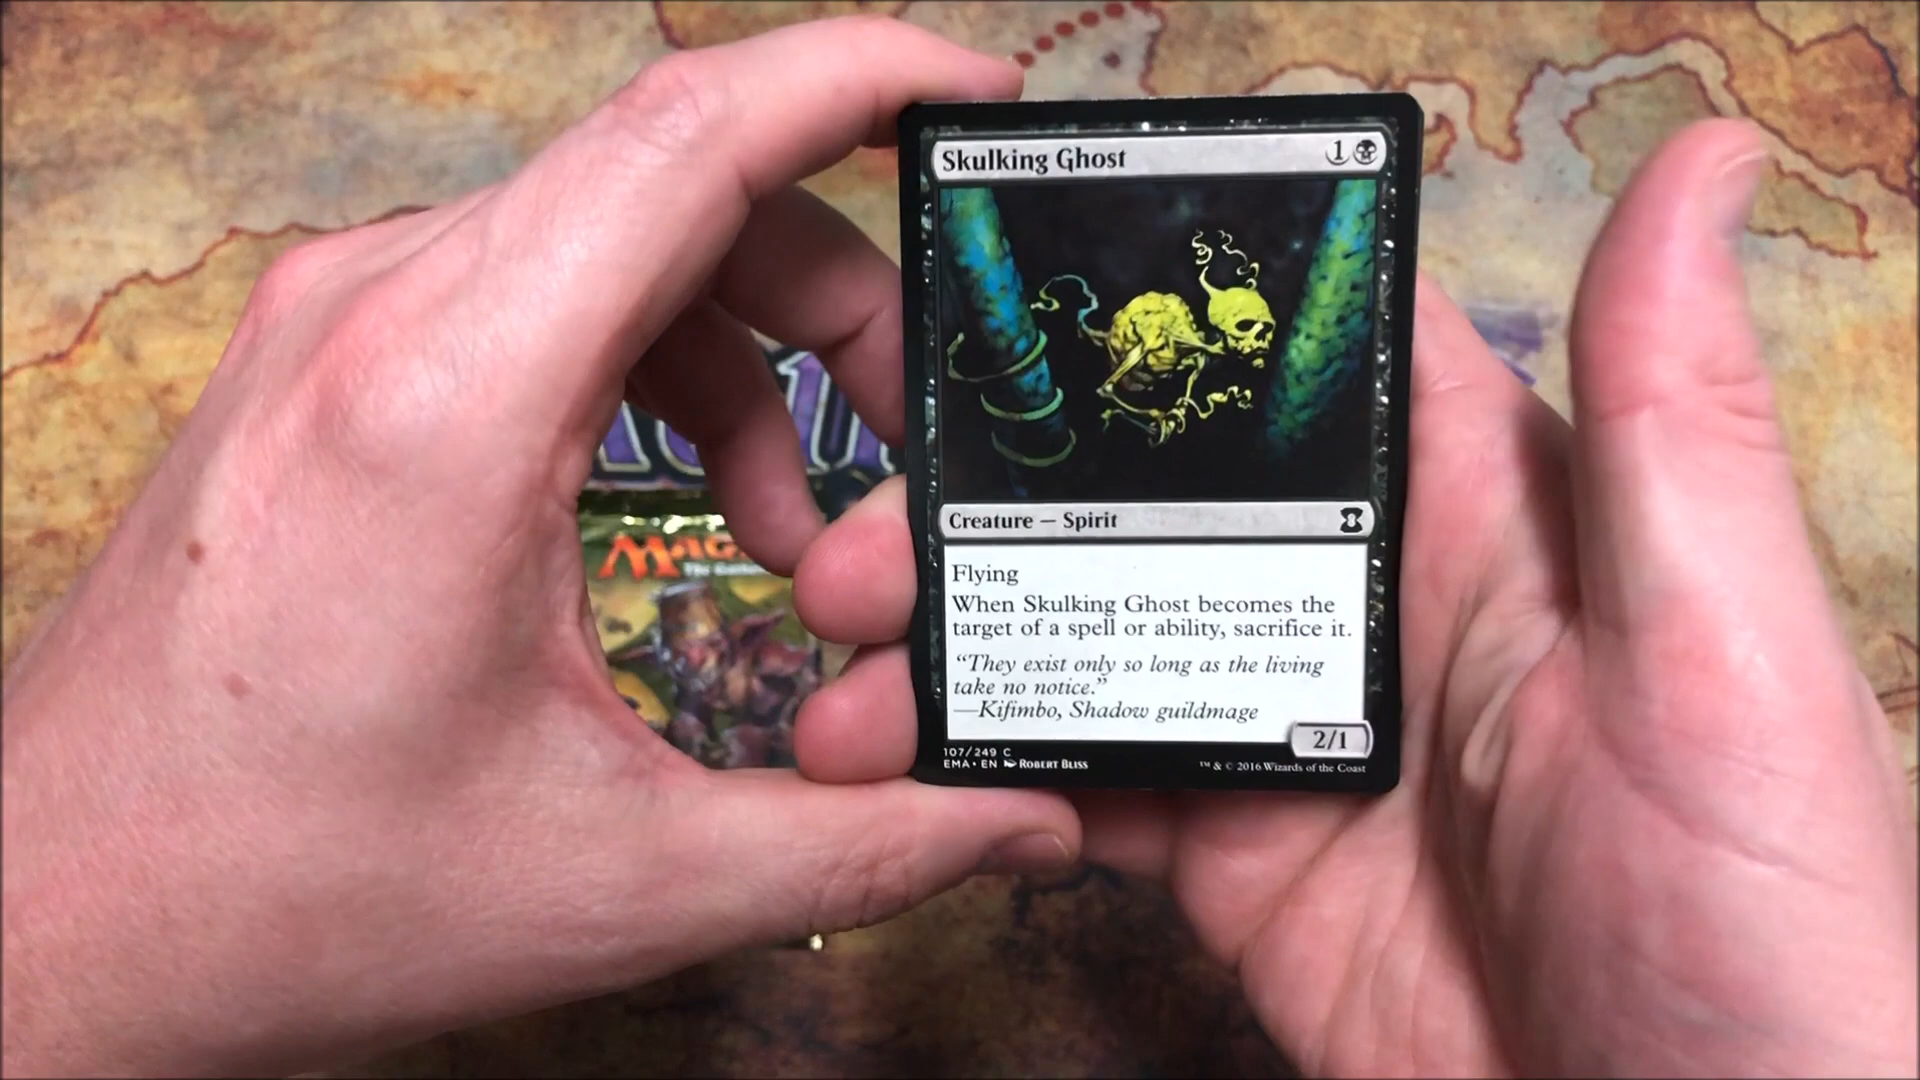 Skulking Ghost 1
Creature — Spirit
Flying
When Skulking Ghost becomes the
target of a spell or ability, sacrifice it.
“They exist only so long as the living
take no notice.”
—Kifimbo, Shadow guildmage
2/1
107/249 C
EMA • EN Robert Bliss
™ & © 2016 Wizards of the Coast